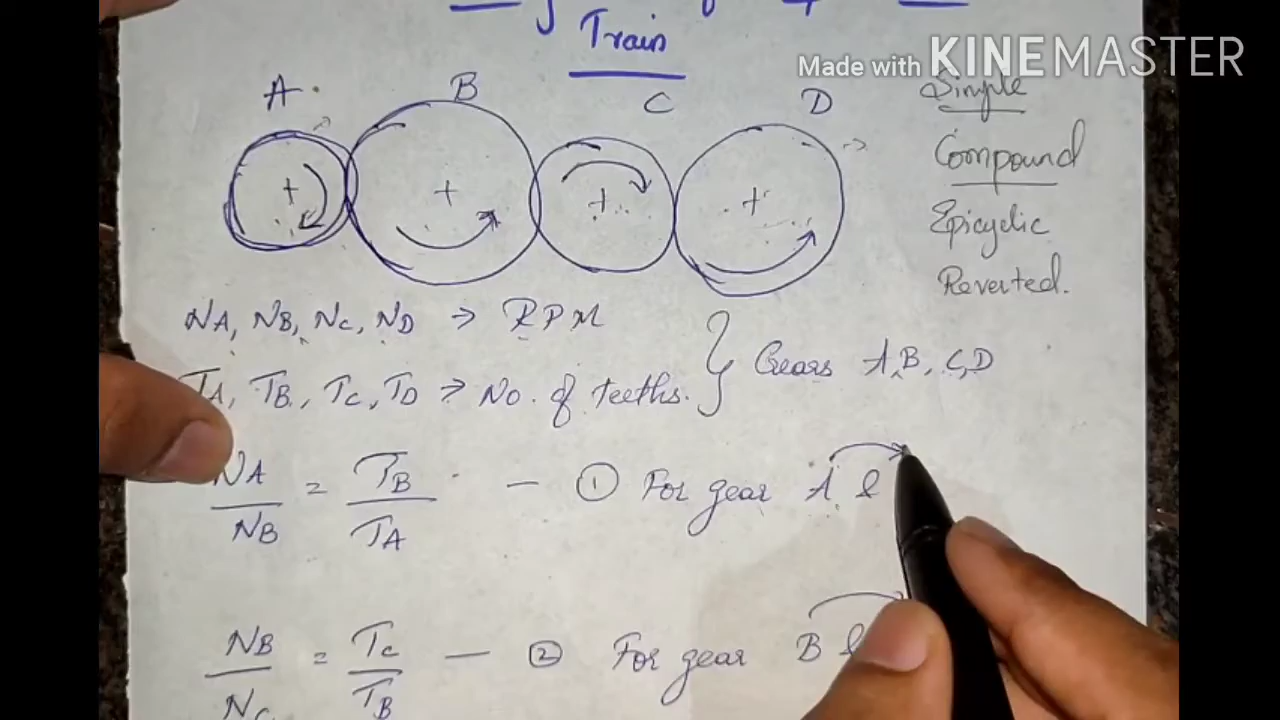 Train
Made with KINEMASTER
A B C D
Simple
Compound
Epicyclic
Reverted.
NA, NB, NC, ND → RPM
TA, TB, TC, TD → No. of teeths. } Gears A, B, C, D
NA/NB = TB/TA — ① For gear A &
NB/NC = TC/TB — ② For gear B &